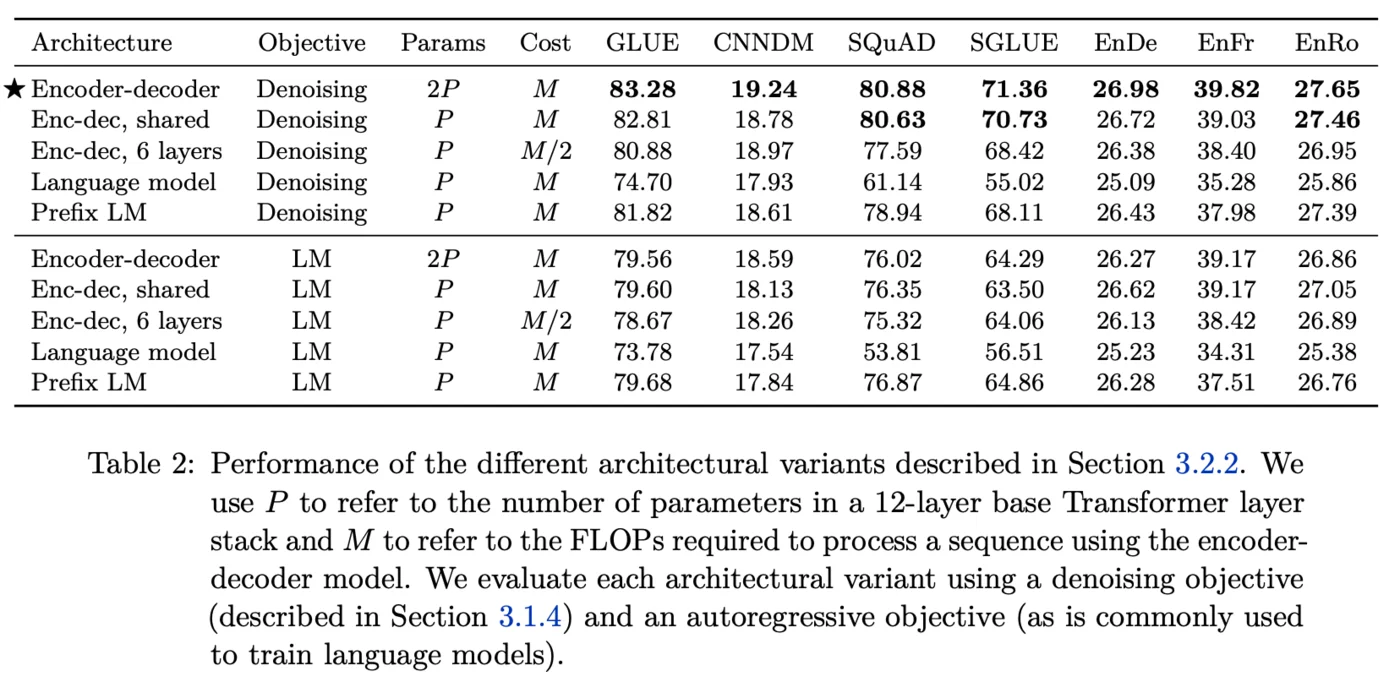 Architecture Objective Params Cost GLUE CNNDM SQuAD SGLUE EnDe EnFr EnRo
★ Encoder-decoder Denoising 2P M 83.28 19.24 80.88 71.36 26.98 39.82 27.65
Enc-dec, shared Denoising P M 82.81 18.78 80.63 70.73 26.72 39.03 27.46
Enc-dec, 6 layers Denoising P M/2 80.88 18.97 77.59 68.42 26.38 38.40 26.95
Language model Denoising P M 74.70 17.93 61.14 55.02 25.09 35.28 25.86
Prefix LM Denoising P M 81.82 18.61 78.94 68.11 26.43 37.98 27.39
Encoder-decoder LM 2P M 79.56 18.59 76.02 64.29 26.27 39.17 26.86
Enc-dec, shared LM P M 79.60 18.13 76.35 63.50 26.62 39.17 27.05
Enc-dec, 6 layers LM P M/2 78.67 18.26 75.32 64.06 26.13 38.42 26.89
Language model LM P M 73.78 17.54 53.81 56.51 25.23 34.31 25.38
Prefix LM LM P M 79.68 17.84 76.87 64.86 26.28 37.51 26.76
Table 2: Performance of the different architectural variants described in Section 3.2.2. We
use P to refer to the number of parameters in a 12-layer base Transformer layer
stack and M to refer to the FLOPs required to process a sequence using the encoder-
decoder model. We evaluate each architectural variant using a denoising objective
(described in Section 3.1.4) and an autoregressive objective (as is commonly used
to train language models).